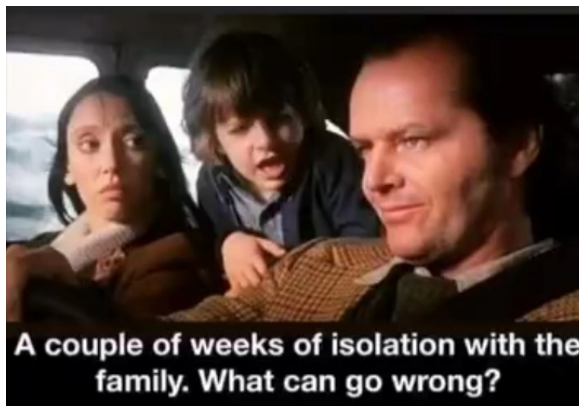 A couple of weeks of isolation with the
family. What can go wrong?